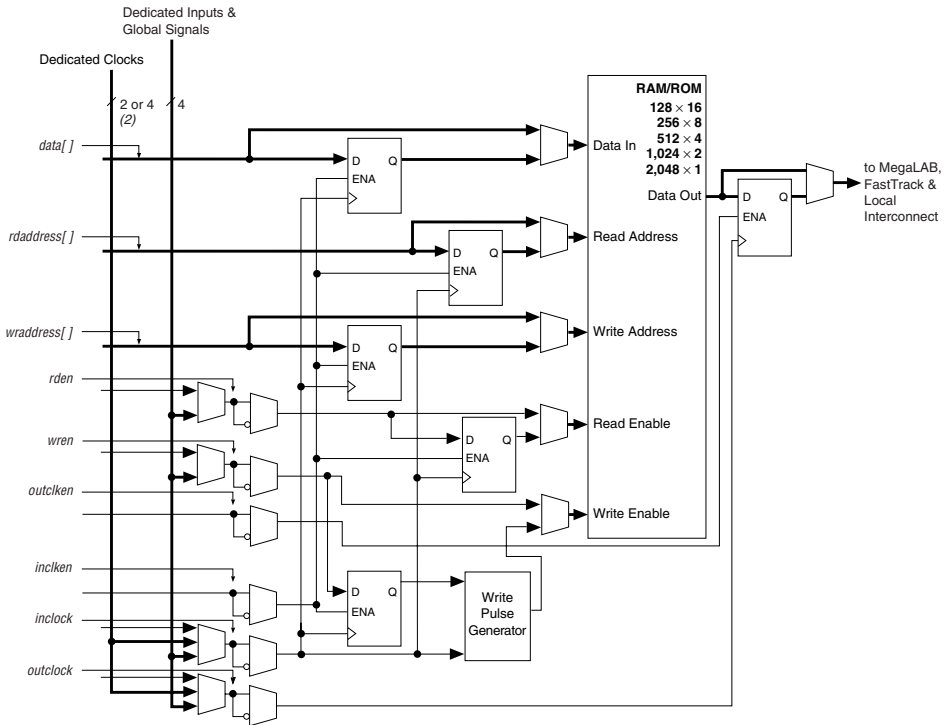 Dedicated Inputs &
Global Signals
Dedicated Clocks
2 or 4
(2)
4
RAM/ROM
128 × 16
256 × 8
512 × 4
1,024 × 2
2,048 × 1
data[ ]
D
Q
ENA
Data In
Data Out
D
Q
ENA
to MegaLAB,
FastTrack &
Local
Interconnect
rdaddress[ ]
D
Q
ENA
Read Address
wraddress[ ]
D
Q
ENA
Write Address
rden
D
Q
ENA
Read Enable
wren
outclken
Write Enable
inclken
D
Q
ENA
Write
Pulse
Generator
inclock
outclock